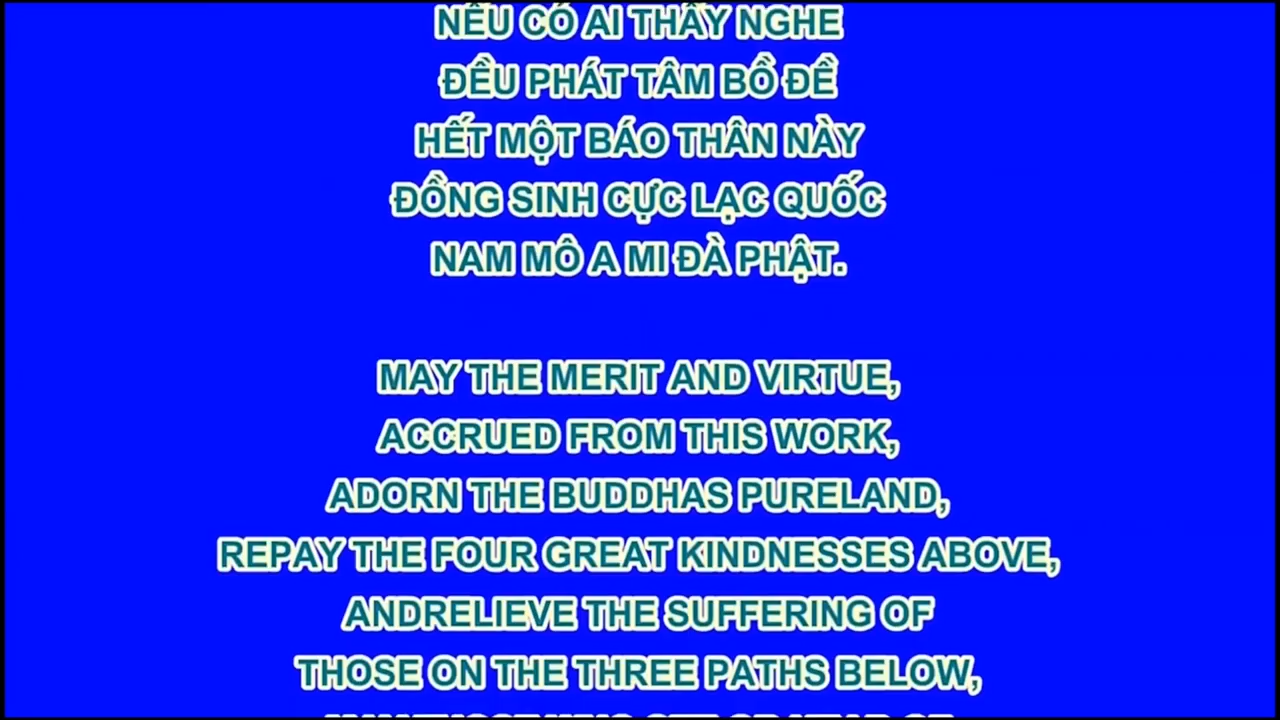 NẾU CÓ AI THẤY NGHE
ĐỀU PHÁT TÂM BỒ ĐỀ
HẾT MỘT BÁO THÂN NÀY
ĐỒNG SINH CỰC LẠC QUỐC
NAM MÔ A MI ĐÀ PHẬT.
MAY THE MERIT AND VIRTUE,
ACCRUED FROM THIS WORK,
ADORN THE BUDDHAS PURELAND,
REPAY THE FOUR GREAT KINDNESSES ABOVE,
ANDRELIEVE THE SUFFERING OF
THOSE ON THE THREE PATHS BELOW,